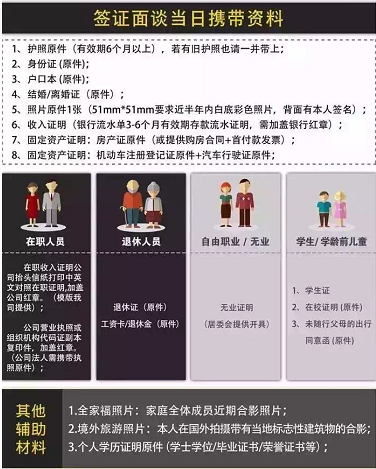 签证面谈当日携带资料
1、护照原件（有效期6个月以上），若有旧护照也请一并带上；
2、身份证（原件）；
3、户口本（原件）；
4、结婚/离婚证（原件）；
5、照片原件1张（51mm*51mm要求近半年内白底彩色照片，背面有本人签名）；
6、收入证明（银行流水单3-6个月有效期存款流水证明，需加盖银行红章）；
7、固定资产证明：房产证原件（或提供购房合同+首付款发票）；
8、固定资产证明：机动车注册登记证原件+汽车行驶证原件；
在职人员
在职收入证明公
司抬头信纸打印中英
文对照在职证明，加盖
公司红章。（模版我
司提供）；
公司营业执照或
组织机构代码证副本
复印件，加盖红章。
（公司法人需携带执
照原件）；
退休人员
退休证（原件）
工资卡/退休金（原件）
自由职业 / 无业
无业证明
（居委会提供开具）
学生/ 学龄前儿童
1、学生证
2、在校证明 (原件)
3、未随行父母的出行
同意函 (原件)
其他
辅助
材料
1.全家福照片：家庭全体成员近期合影照片；
2.境外旅游照片：本人在国外拍摄带有当地标志性建筑物的合影；
3.个人学历证明原件 (学士学位/毕业证书/荣誉证书等）；